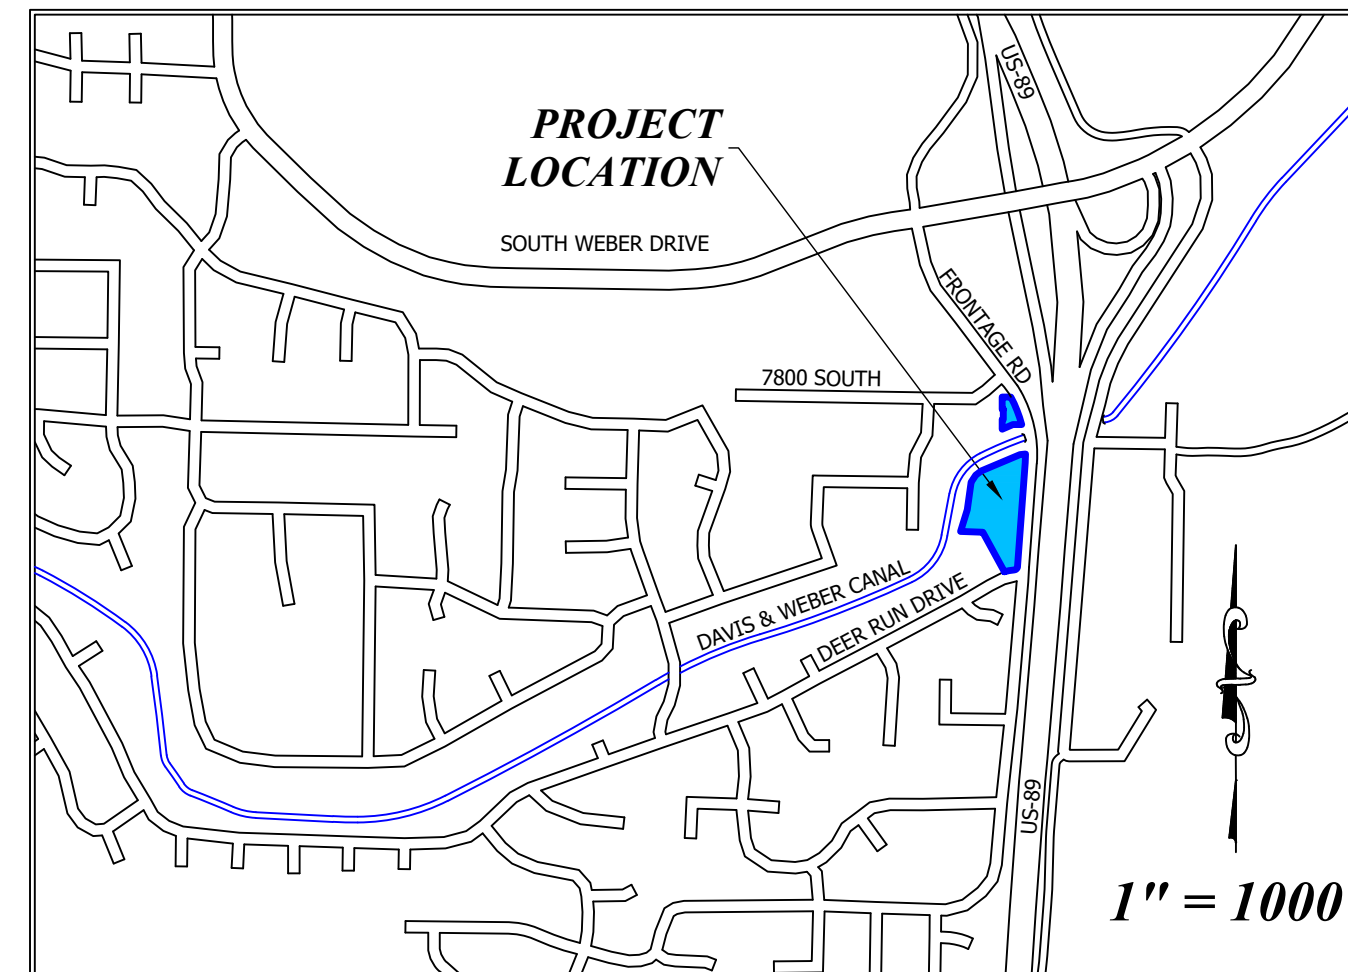 US-89
PROJECT
LOCATION
SOUTH WEBER DRIVE
FRONTAGE RD
7800 SOUTH
DAVIS & WEBER CANAL
DEER RUN DRIVE
US-89
1" = 1000